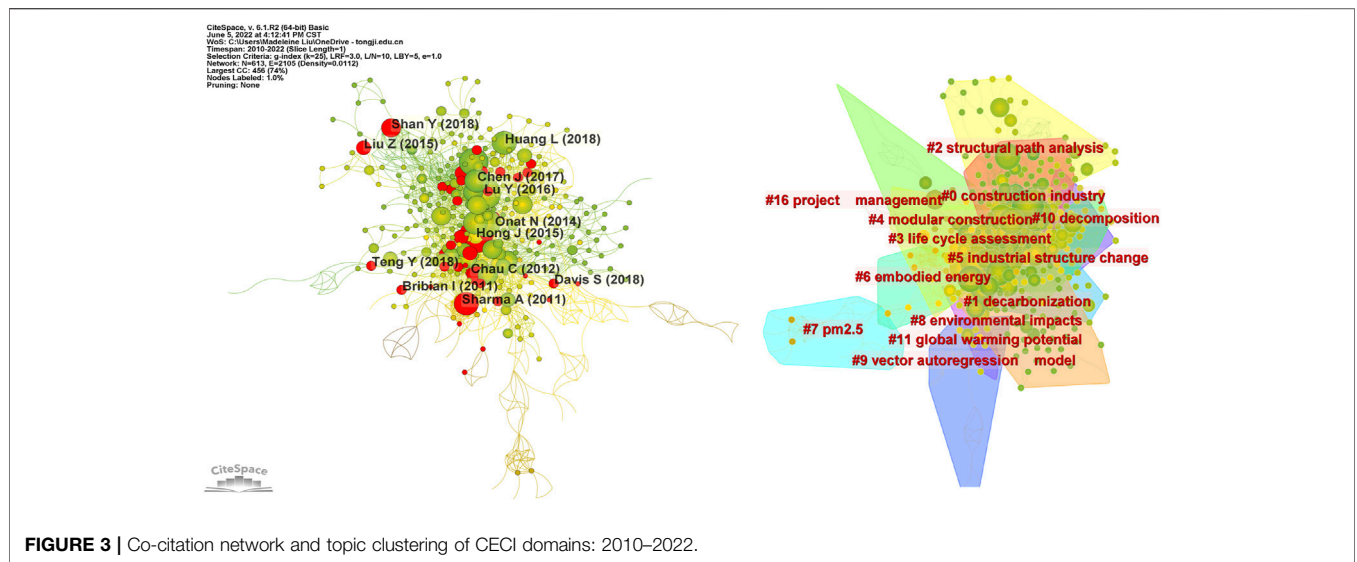 CiteSpace, v. 6.1.R2 (64-bit) Basic
June 5, 2022 at 4:12:41 PM CST
WoS: C:\Users\Madeleine Liu\OneDrive - tongji.edu.cn
Timespan: 2010-2022 (Slice Length=1)
Selection Criteria: g-index (k=25), LRF=3.0, L/N=10, LBY=5, e=1.0
Network: N=613, E=2105 (Density=0.0112)
Largest CC: 456 (74%)
Nodes Labeled: 1.0%
Pruning: None
Shan Y (2018)
Liu Z (2015)
Huang L (2018)
Chen J (2017)
Lu Y (2016)
Onat N (2014)
Hong J (2015)
Teng Y (2018)
Chau C (2012)
Davis S (2018)
Bribian I (2011)
Sharma A (2011)
CiteSpace
#2 structural path analysis
#16 project management
#0 construction industry
#4 modular construction
#10 decomposition
#3 life cycle assessment
#5 industrial structure change
#6 embodied energy
#1 decarbonization
#7 pm2.5
#8 environmental impacts
#11 global warming potential
#9 vector autoregression model
FIGURE 3 | Co-citation network and topic clustering of CECI domains: 2010–2022.